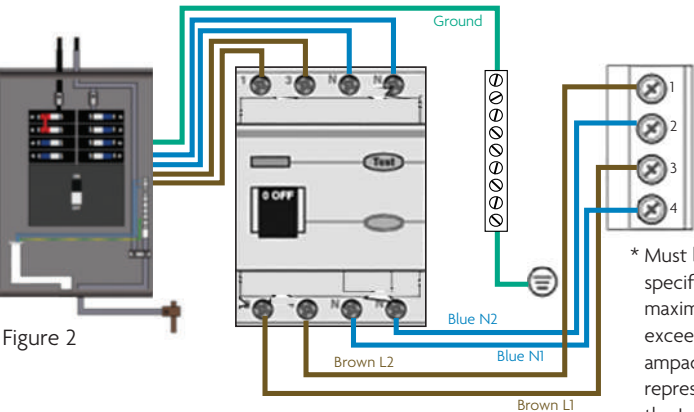 Ground
1 3 N N
1
2
3
4
Test
0 OFF
N N
Blue N2
Blue N1
Brown L2
Brown L1
Figure 2
* Must
specif
maxim
excee
ampac
repres